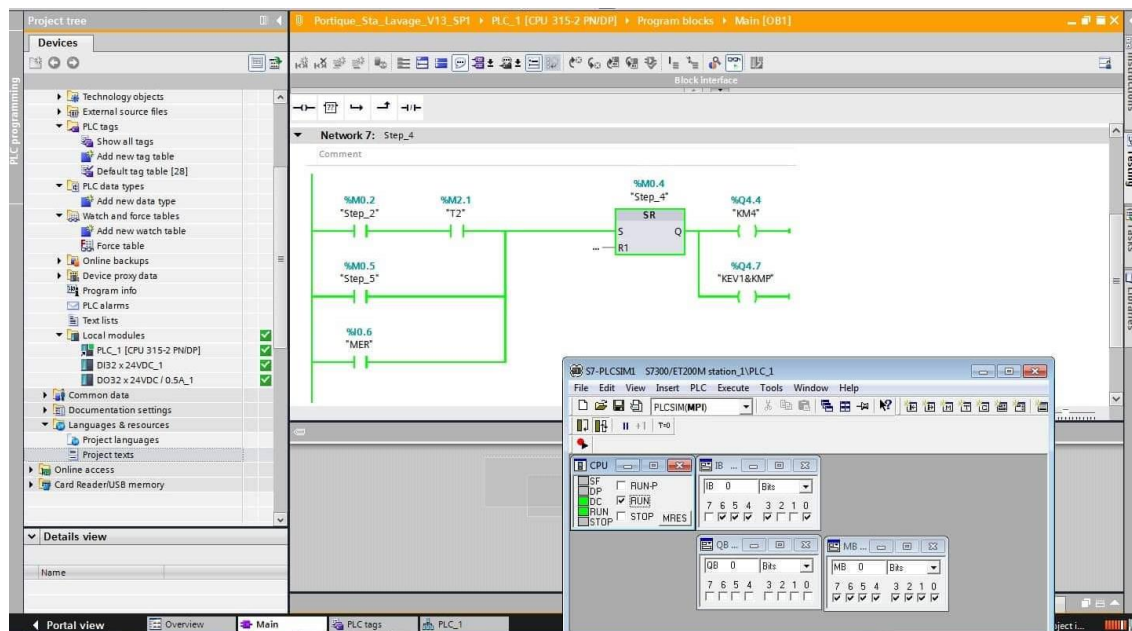 Project tree
Portique_Sta_Lavage_V13_SP1 ▸ PLC_1 [CPU 315-2 PN/DP] ▸ Program blocks ▸ Main [OB1]
Devices
PLC programming
Technology objects
External source files
PLC tags
Show all tags
Add new tag table
Default tag table [28]
PLC data types
Add new data type
Watch and force tables
Add new watch table
Force table
Online backups
Device proxy data
Program info
PLC alarms
Text lists
Local modules
PLC_1 [CPU 315-2 PN/DP]
DI32 x 24VDC_1
DO32 x 24VDC / 0.5A_1
Common data
Documentation settings
Languages & resources
Project languages
Project texts
Online access
Card Reader/USB memory
Details view
Name
Block interface
Network 7: Step_4
Comment
%M0.2
"Step_2"
%M2.1
"T2"
%M0.4
"Step_4"
SR
S Q
... R1
%Q4.4
"KM4"
%M0.5
"Step_5"
%Q4.7
"KEV1&KMP"
%I0.6
"MER"
Instructions
Testing
Tasks
Libraries
S7-PLCSIM1 S7300/ET200M station_1\PLC_1
File Edit View Insert PLC Execute Tools Window Help
PLCSIM(MPI)
+1 T=0
CPU
SF
DP
DC
RUN
STOP
RUN-P
RUN
STOP MRES
IB ...
IB 0 Bits
7 6 5 4 3 2 1 0
QB ...
QB 0 Bits
7 6 5 4 3 2 1 0
MB ...
MB 0 Bits
7 6 5 4 3 2 1 0
Portal view Overview Main PLC tags PLC_1